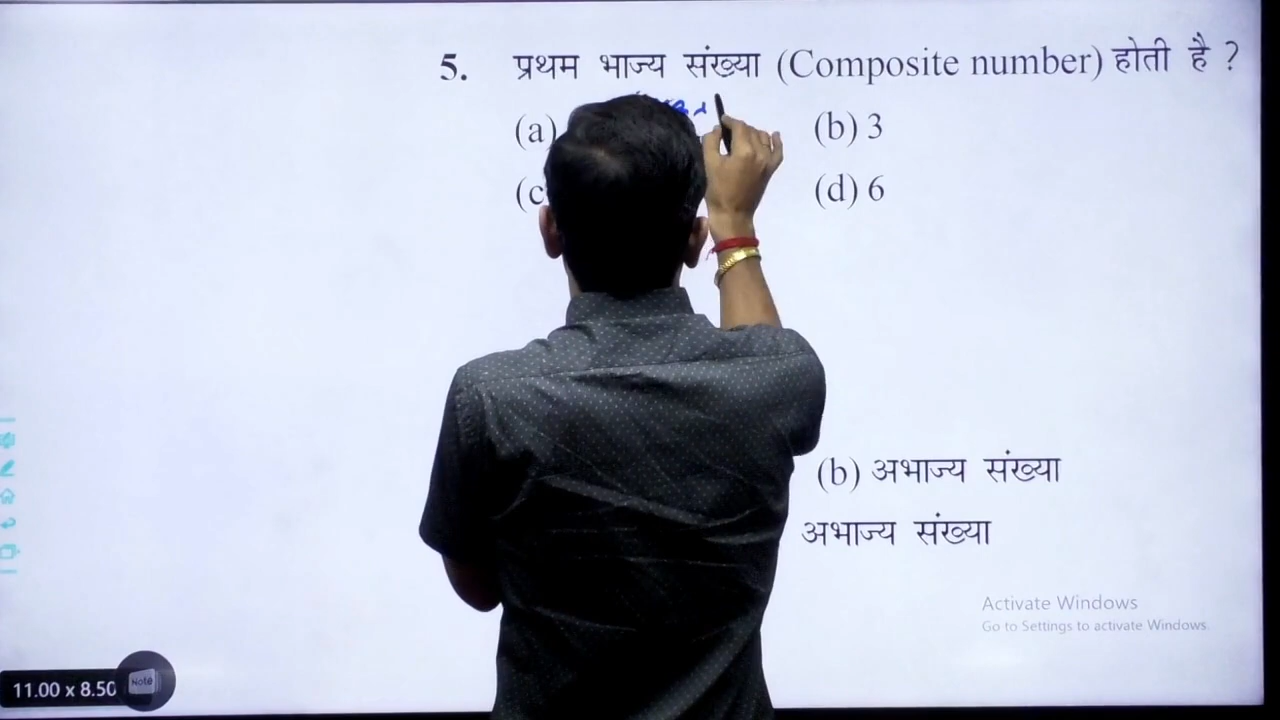 5. प्रथम भाज्य संख्या (Composite number) होती है ?
(a) (b) 3
(c (d) 6
(b) अभाज्य संख्या
अभाज्य संख्या
Activate Windows
Go to Settings to activate Windows.
11.00 x 8.50
Note